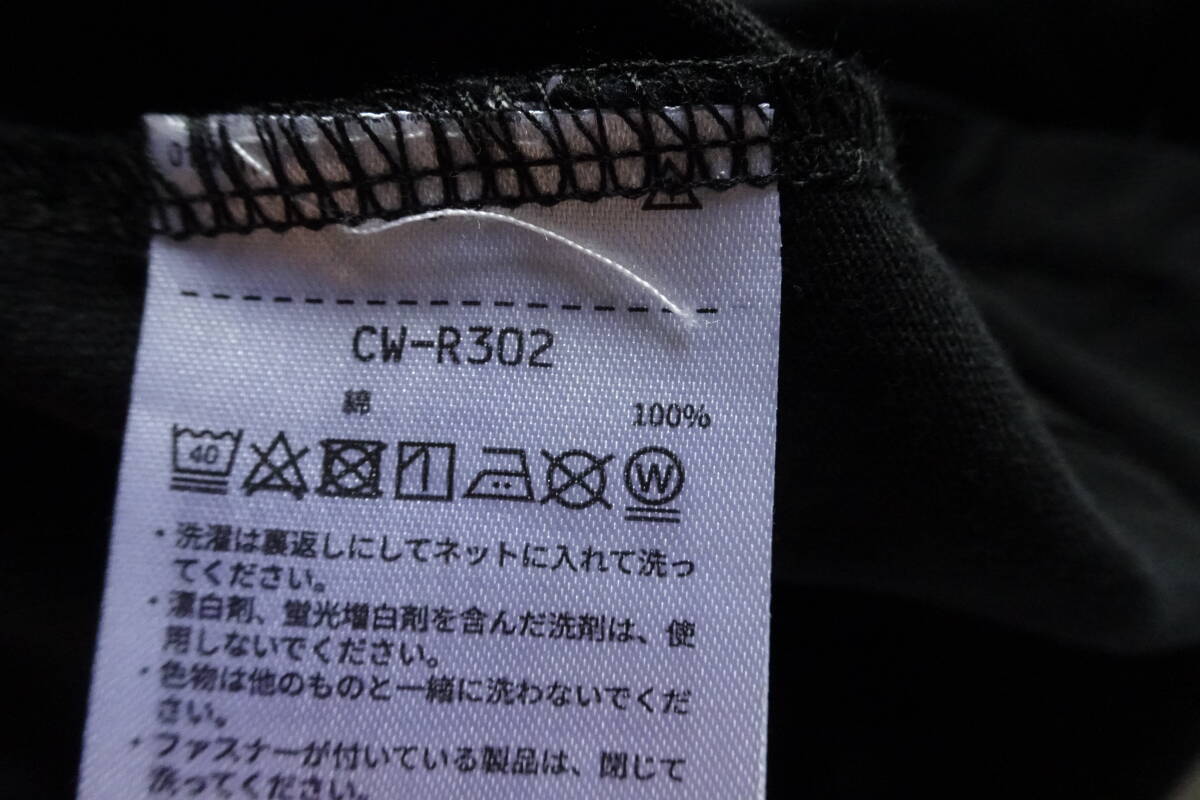 CW-R302
綿 100%
40 W
・洗濯は裏返しにしてネットに入れて洗っ
てください。
・漂白剤、蛍光増白剤を含んだ洗剤は、使
用しないでください。
・色物は他のものと一緒に洗わないでくだ
さい。
・ファスナーが付いている製品は、閉じて
洗ってください。